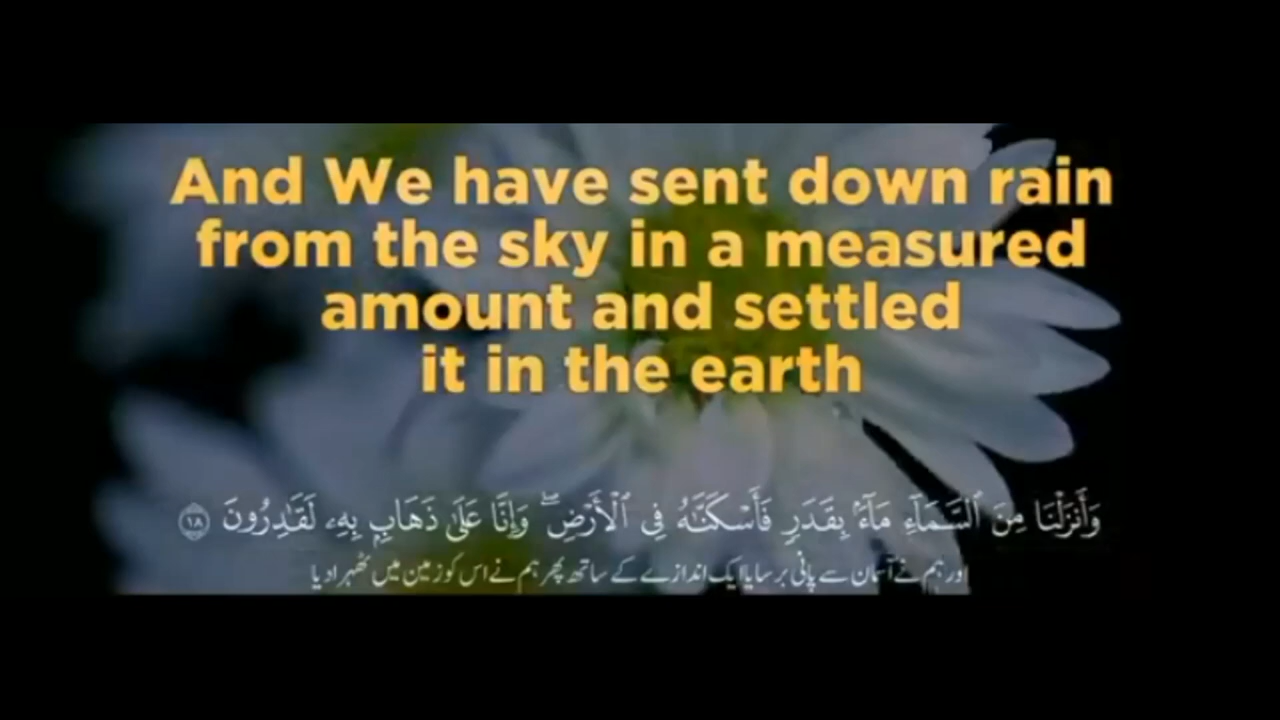 And We have sent down rain
from the sky in a measured
amount and settled
it in the earth
وَأَنزَلْنَا مِنَ ٱلسَّمَآءِ مَآءًۢ بِقَدَرٍ فَأَسْكَنَّٰهُ فِى ٱلْأَرْضِ ۖ وَإِنَّا عَلَىٰ ذَهَابٍۭ بِهِۦ لَقَٰدِرُونَ ١٨
اور ہم نے آسمان سے پانی برسایا ایک اندازے کے ساتھ پھر ہم نے اس کو زمین میں ٹھہرا دیا